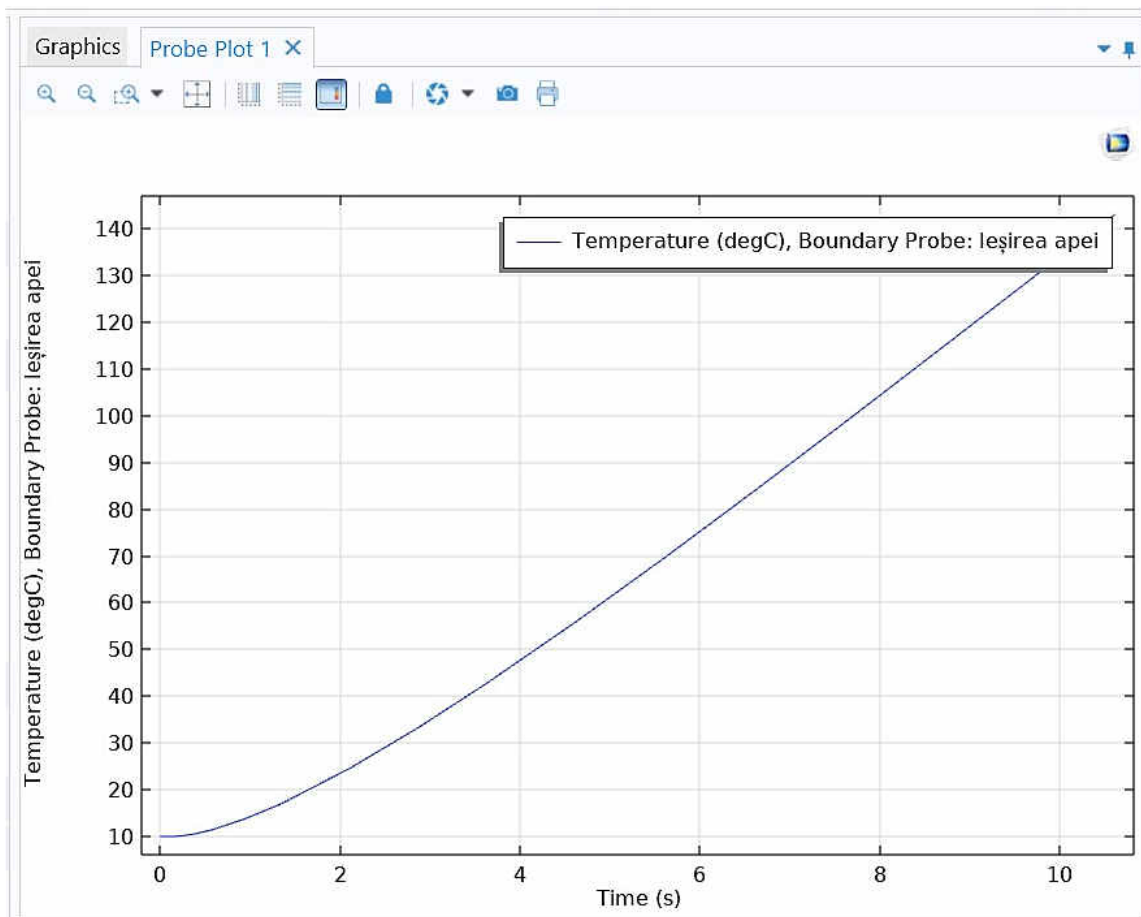 Graphics
Probe Plot 1
Temperature (degC), Boundary Probe: Ieșirea apei
Temperature (degC), Boundary Probe: Ieșirea apei
140
130
120
110
100
90
80
70
60
50
40
30
20
10
0 2 4 6 8 10
Time (s)